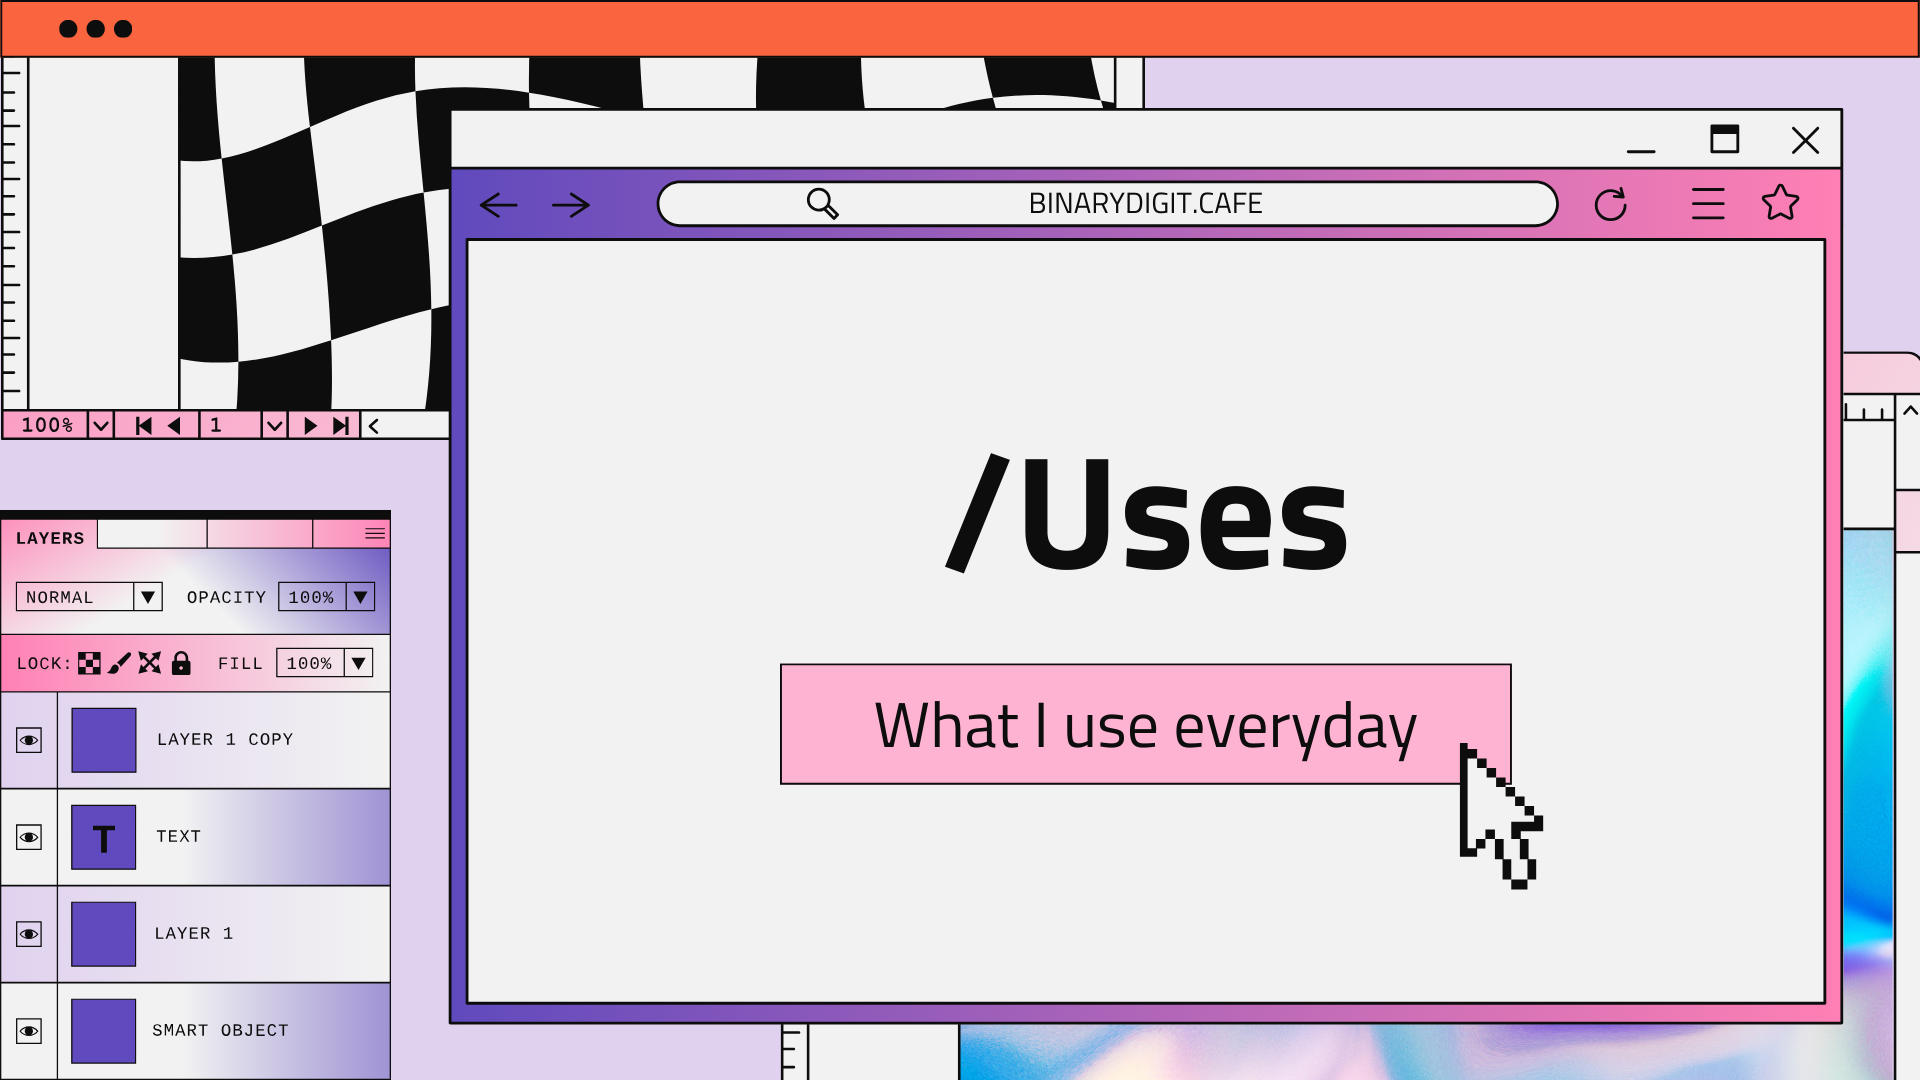 BINARYDIGIT.CAFE
/Uses
What I use everyday
100% 1
LAYERS
NORMAL OPACITY 100%
LOCK: FILL 100%
LAYER 1 COPY
T TEXT
LAYER 1
SMART OBJECT